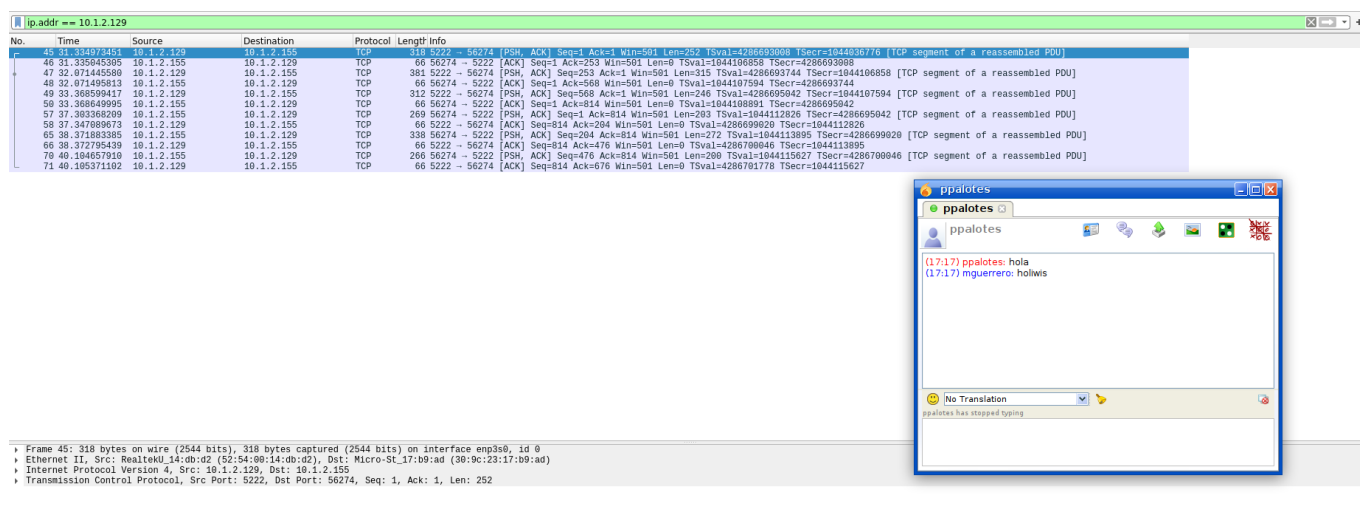 ip.addr == 10.1.2.129
No. Time Source Destination Protocol Length Info
45 31.334973451 10.1.2.129 10.1.2.155 TCP 318 5222 → 56274 [PSH, ACK] Seq=1 Ack=1 Win=501 Len=252 TSval=4286693008 TSecr=1044036776 [TCP segment of a reassembled PDU]
46 31.335045305 10.1.2.155 10.1.2.129 TCP 66 56274 → 5222 [ACK] Seq=1 Ack=253 Win=501 Len=0 TSval=1044106858 TSecr=4286693008
47 32.071445580 10.1.2.129 10.1.2.155 TCP 381 5222 → 56274 [PSH, ACK] Seq=253 Ack=1 Win=501 Len=315 TSval=4286693744 TSecr=1044106858 [TCP segment of a reassembled PDU]
48 32.071495813 10.1.2.155 10.1.2.129 TCP 66 56274 → 5222 [ACK] Seq=1 Ack=568 Win=501 Len=0 TSval=1044107594 TSecr=4286693744
49 33.368599417 10.1.2.129 10.1.2.155 TCP 312 5222 → 56274 [PSH, ACK] Seq=568 Ack=1 Win=501 Len=246 TSval=4286695042 TSecr=1044107594 [TCP segment of a reassembled PDU]
50 33.368649995 10.1.2.155 10.1.2.129 TCP 66 56274 → 5222 [ACK] Seq=1 Ack=814 Win=501 Len=0 TSval=1044108891 TSecr=4286695042
57 37.303368209 10.1.2.155 10.1.2.129 TCP 269 56274 → 5222 [PSH, ACK] Seq=1 Ack=814 Win=501 Len=203 TSval=1044112826 TSecr=4286695042 [TCP segment of a reassembled PDU]
58 37.347089673 10.1.2.129 10.1.2.155 TCP 66 5222 → 56274 [ACK] Seq=814 Ack=204 Win=501 Len=0 TSval=4286699020 TSecr=1044112826
65 38.371883385 10.1.2.155 10.1.2.129 TCP 338 56274 → 5222 [PSH, ACK] Seq=204 Ack=814 Win=501 Len=272 TSval=1044113895 TSecr=4286699020 [TCP segment of a reassembled PDU]
66 38.372795439 10.1.2.129 10.1.2.155 TCP 66 5222 → 56274 [ACK] Seq=814 Ack=476 Win=501 Len=0 TSval=4286700046 TSecr=1044113895
70 40.104657910 10.1.2.155 10.1.2.129 TCP 266 56274 → 5222 [PSH, ACK] Seq=476 Ack=814 Win=501 Len=200 TSval=1044115627 TSecr=4286700046 [TCP segment of a reassembled PDU]
71 40.105371102 10.1.2.129 10.1.2.155 TCP 66 5222 → 56274 [ACK] Seq=814 Ack=676 Win=501 Len=0 TSval=4286701778 TSecr=1044115627
ppalotes
ppalotes
ppalotes
(17:17) ppalotes: hola
(17:17) mguerrero: holiwis
No Translation
ppalotes has stopped typing
Frame 45: 318 bytes on wire (2544 bits), 318 bytes captured (2544 bits) on interface enp3s0, id 0
Ethernet II, Src: RealtekU_14:db:d2 (52:54:00:14:db:d2), Dst: Micro-St_17:b9:ad (30:9c:23:17:b9:ad)
Internet Protocol Version 4, Src: 10.1.2.129, Dst: 10.1.2.155
Transmission Control Protocol, Src Port: 5222, Dst Port: 56274, Seq: 1, Ack: 1, Len: 252